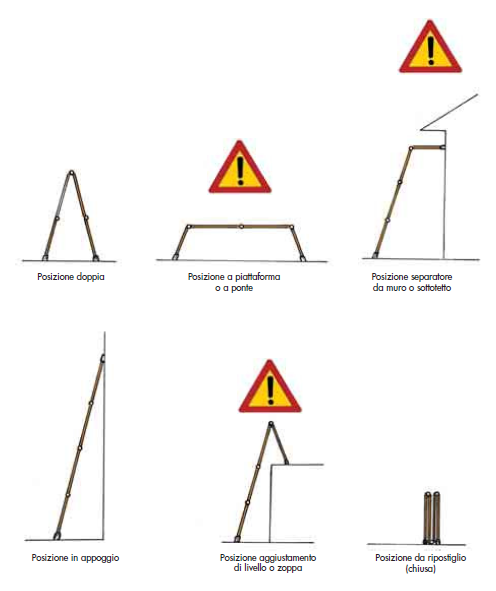 Posizione doppia
Posizione a piattaforma
o a ponte
Posizione separatore
da muro o sottotetto
Posizione in appoggio
Posizione aggiustamento
di livello o zoppa
Posizione da ripostiglio
(chiusa)